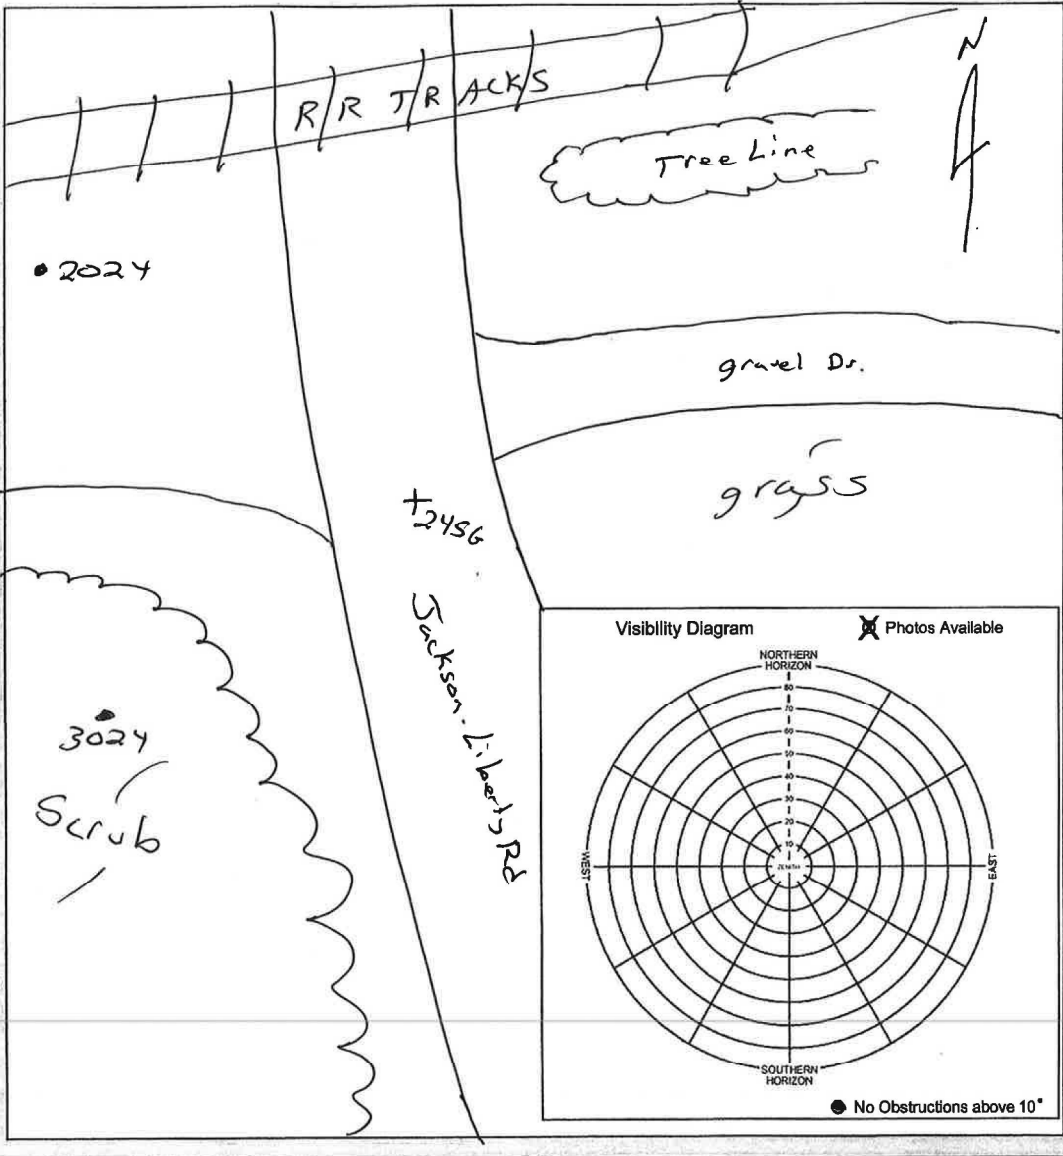 R/R TRACKS
N
Tree Line
2024
gravel Dr.
grass
2456
Jackson-Liberty Rd
3024
Scrub
Visibility Diagram
Photos Available
NORTHERN
HORIZON
80
70
60
50
40
30
20
10
ZENITH
WEST
EAST
SOUTHERN
HORIZON
No Obstructions above 10°